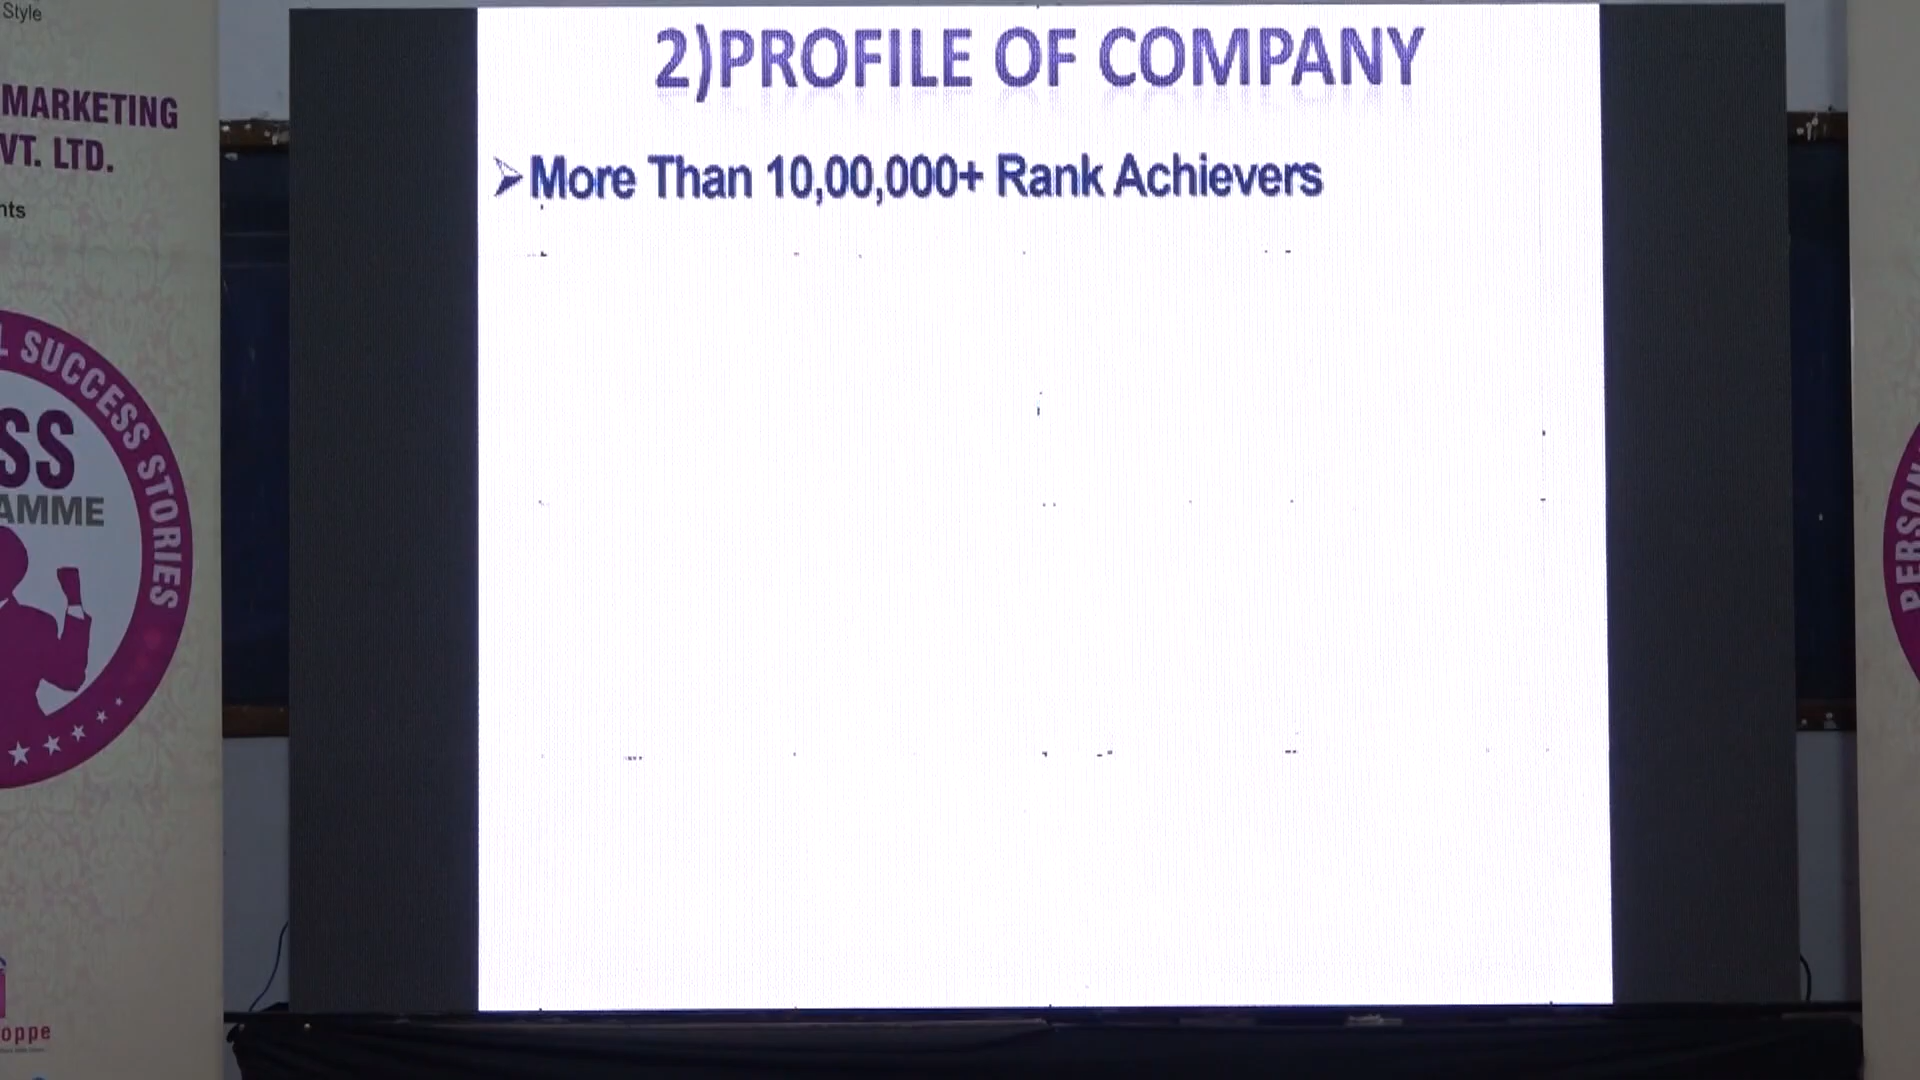 Style
MARKETING
VT. LTD.
nts
L SUCCESS STORIES
SS
AMME
oppe
2)PROFILE OF COMPANY
➢More Than 10,00,000+ Rank Achievers
PERSON